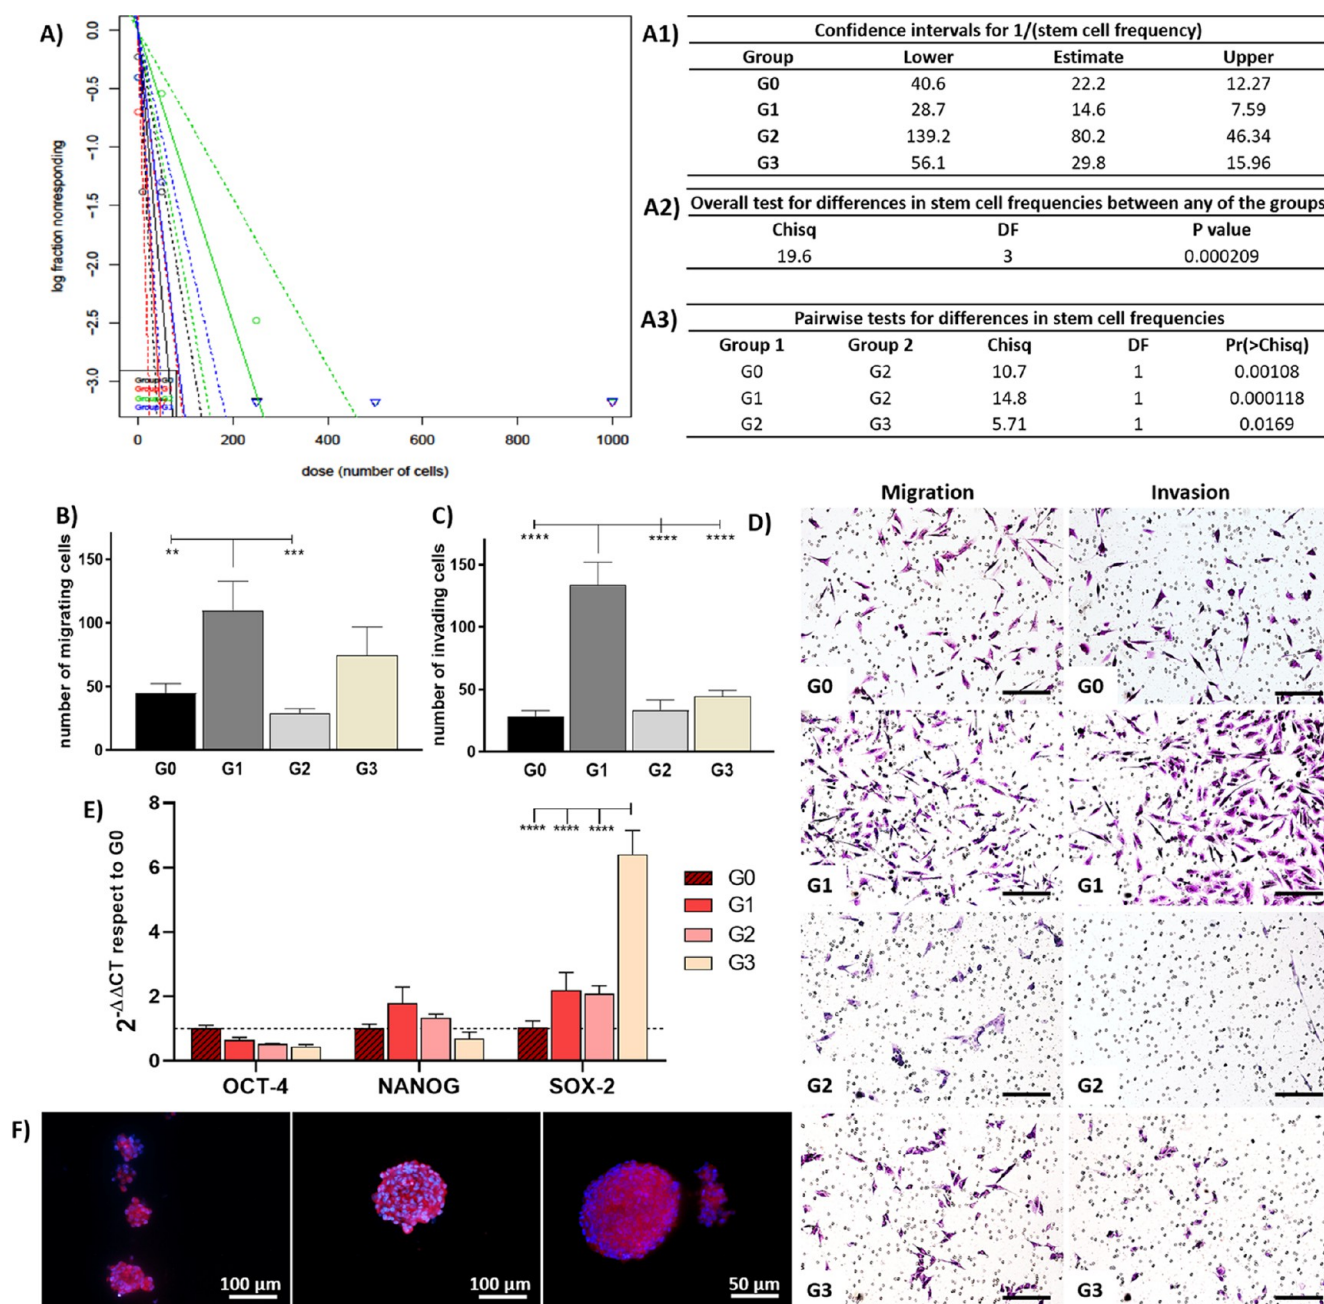 A)
0.0
−0.5
−1.0
−1.5
−2.0
−2.5
−3.0
log fraction nonresponding
Group G0
Group
Group
Group
0 200 400 600 800 1000
dose (number of cells)
A1) Confidence intervals for 1/(stem cell frequency)
Group Lower Estimate Upper
G0 40.6 22.2 12.27
G1 28.7 14.6 7.59
G2 139.2 80.2 46.34
G3 56.1 29.8 15.96
A2) Overall test for differences in stem cell frequencies between any of the groups
Chisq DF P value
19.6 3 0.000209
A3) Pairwise tests for differences in stem cell frequencies
Group 1 Group 2 Chisq DF Pr(>Chisq)
G0 G2 10.7 1 0.00108
G1 G2 14.8 1 0.000118
G2 G3 5.71 1 0.0169
B)
** ***
150
100
50
0
number of migrating cells
G0 G1 G2 G3
C)
**** **** ****
150
100
50
0
number of invading cells
G0 G1 G2 G3
D)
Migration Invasion
G0 G0
G1 G1
G2 G2
G3 G3
E)
8
6
4
2
0
2-ΔΔCT respect to G0
**** **** ****
G0
G1
G2
G3
OCT-4 NANOG SOX-2
F)
100 µm 100 µm 50 µm